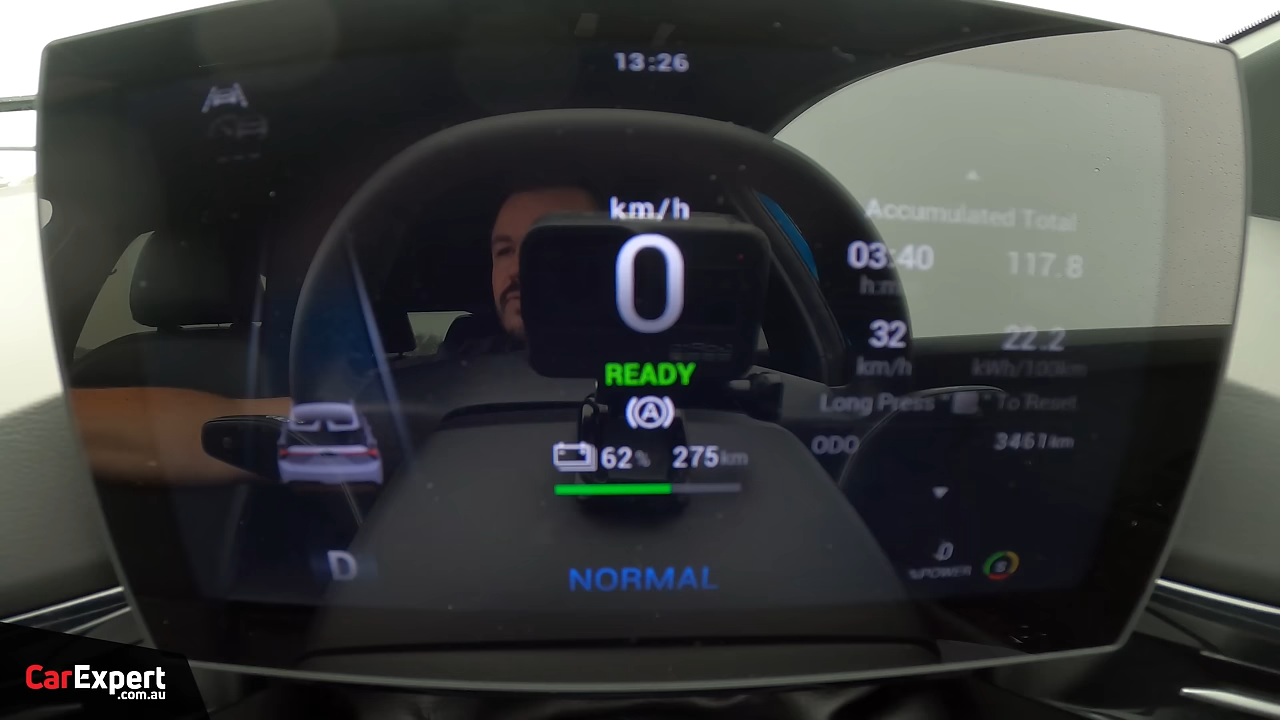 13:26
km/h
0
READY
(A)
62% 275km
NORMAL
D
Accumulated Total
03:40 117.8
h:m
32 22.2
km/h kWh/100km
Long Press To Reset
ODO 3461km
0
%POWER
CarExpert
.com.au